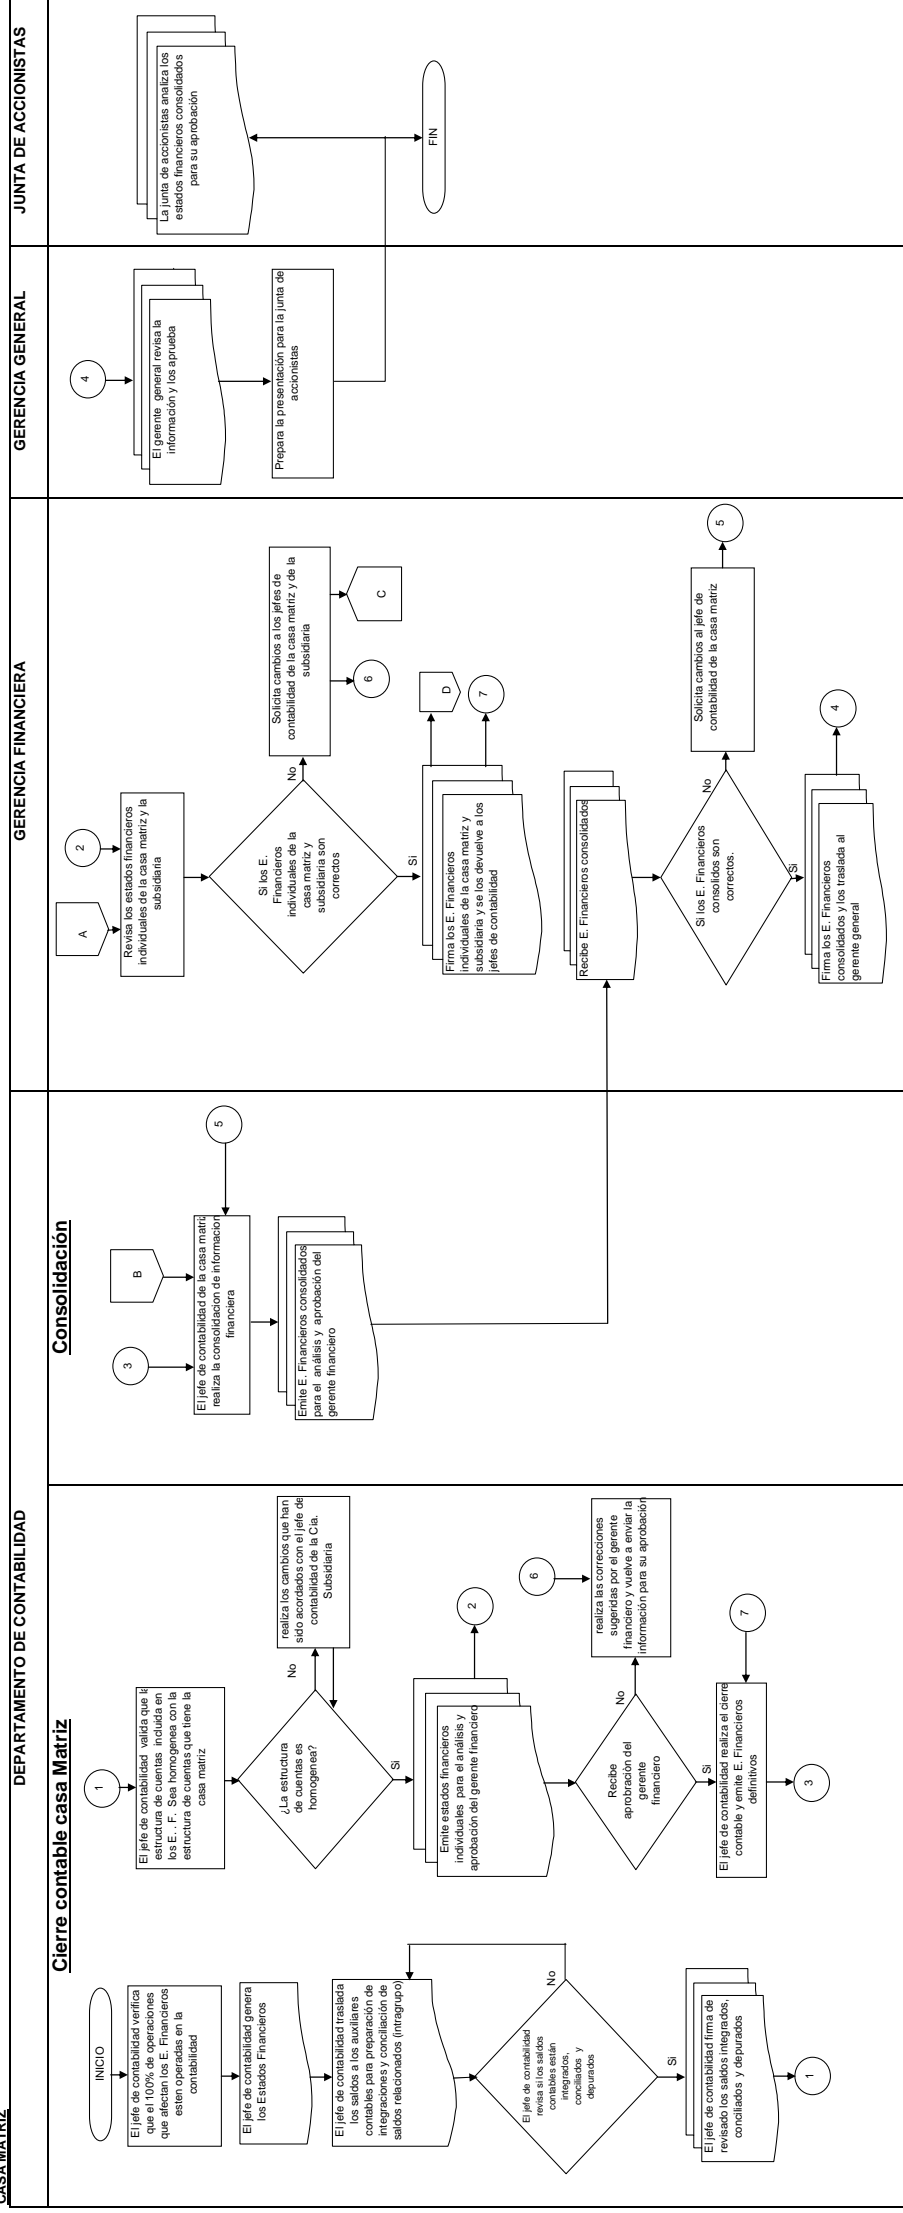 CASA MATRIZ
DEPARTAMENTO DE CONTABILIDAD
GERENCIA FINANCIERA
GERENCIA GENERAL
JUNTA DE ACCIONISTAS
Cierre contable casa Matriz
Consolidación
INICIO
El jefe de contabilidad verifica
que el 100% de operaciones
que afectan los E. Financieros
esten operadas en la
contabilidad
El jefe de contabilidad genera
los Estados Financieros
El jefe de contabilidad traslada
los saldos a los auxiliares
contables para preparación de
integraciones y conciliación de
saldos relacionados (intragrupo)
El jefe de contabilidad
revisa si los saldos
contables están
integrados,
conciliados y
depurados
No
Si
El jefe de contabilidad firma de
revisado los saldos integrados,
conciliados y depurados
1
1
El jefe de contabilidad valida que la
estructura de cuentas incluida en
los E. . F. Sea homogenea con la
estructura de cuentas que tiene la
casa matriz
¿La estructura
de cuentas es
homogenea?
No
realiza los cambios que han
sido acordados con el jefe de
contabilidad de la Cia.
Subsidiaria
Si
Emite estados financieros
individuales para el análisis y
aprobación del gerente financiero
2
Recibe
aprobración del
gerente
financiero
No
6
realiza las correcciones
sugeridas por el gerente
financiero y vuelve a enviar la
información para su aprobación
Si
El jefe de contabilidad realiza el cierre
contable y emite E. Financieros
definitivos
7
3
3
B
5
El jefe de contabilidad de la casa matriz
realiza la consolidacion de informacion
financiera
Emite E. Financieros consolidados
para el análisis y aprobación del
gerente financiero
A
2
Revisa los estados financieros
individuales de la casa matriz y la
subsidiaria
Si los E.
Financieros
individuales de la
casa matriz y
subsidiaria son
correctos
No
Solicita cambios a los jefes de
contabilidad de la casa matriz y de la
subsidiaria
6
C
Si
Firma los E. Financieros
individuales de la casa matriz y
subsidiaria y se los devuelve a los
jefes de contabilidad
D
7
Recibe E. Financieros consolidados
Si los E. Financieros
consolidos son
correctos.
No
Solicita cambios al jefe de
contabilidad de la casa matriz
5
Si
Firma los E. Financieros
consolidados y los traslada al
gerente general
4
4
El gerente general revisa la
información y los aprueba
Prepara la presentación para la junta de
accionistas
La junta de accionistas analiza los
estados financieros consolidados
para su aprobación
FIN